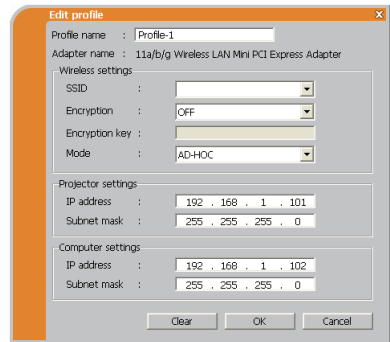 Edit profile
Profile name : Profile-1
Adapter name : 11a/b/g Wireless LAN Mini PCI Express Adapter
Wireless settings
SSID :
Encryption : OFF
Encryption key :
Mode : AD-HOC
Projector settings
IP address : 192 . 168 . 1 . 101
Subnet mask : 255 . 255 . 255 . 0
Computer settings
IP address : 192 . 168 . 1 . 102
Subnet mask : 255 . 255 . 255 . 0
Clear OK Cancel